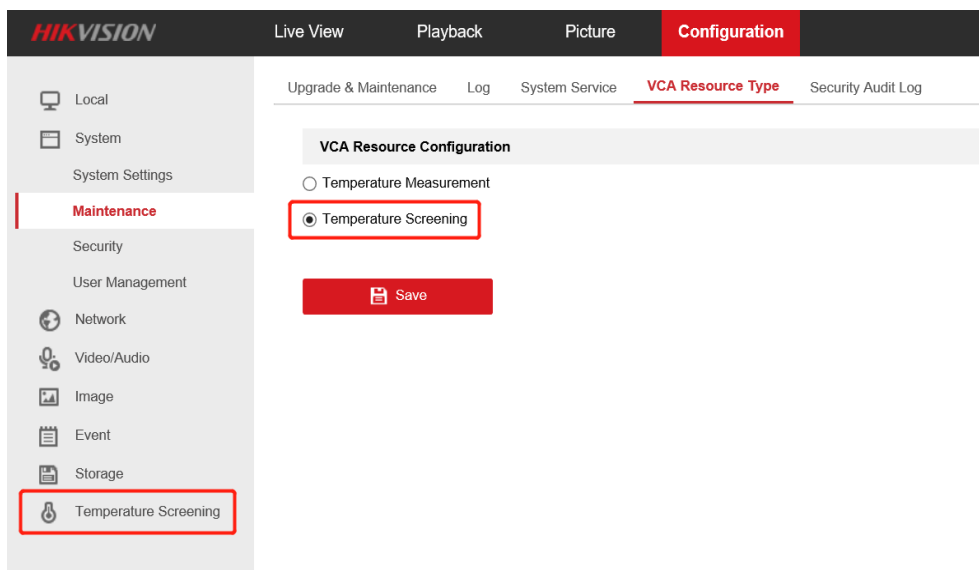 HIKVISION
Live View Playback Picture Configuration
Upgrade & Maintenance Log System Service VCA Resource Type Security Audit Log
Local
System
System Settings
Maintenance
Security
User Management
Network
Video/Audio
Image
Event
Storage
Temperature Screening
VCA Resource Configuration
Temperature Measurement
Temperature Screening
Save